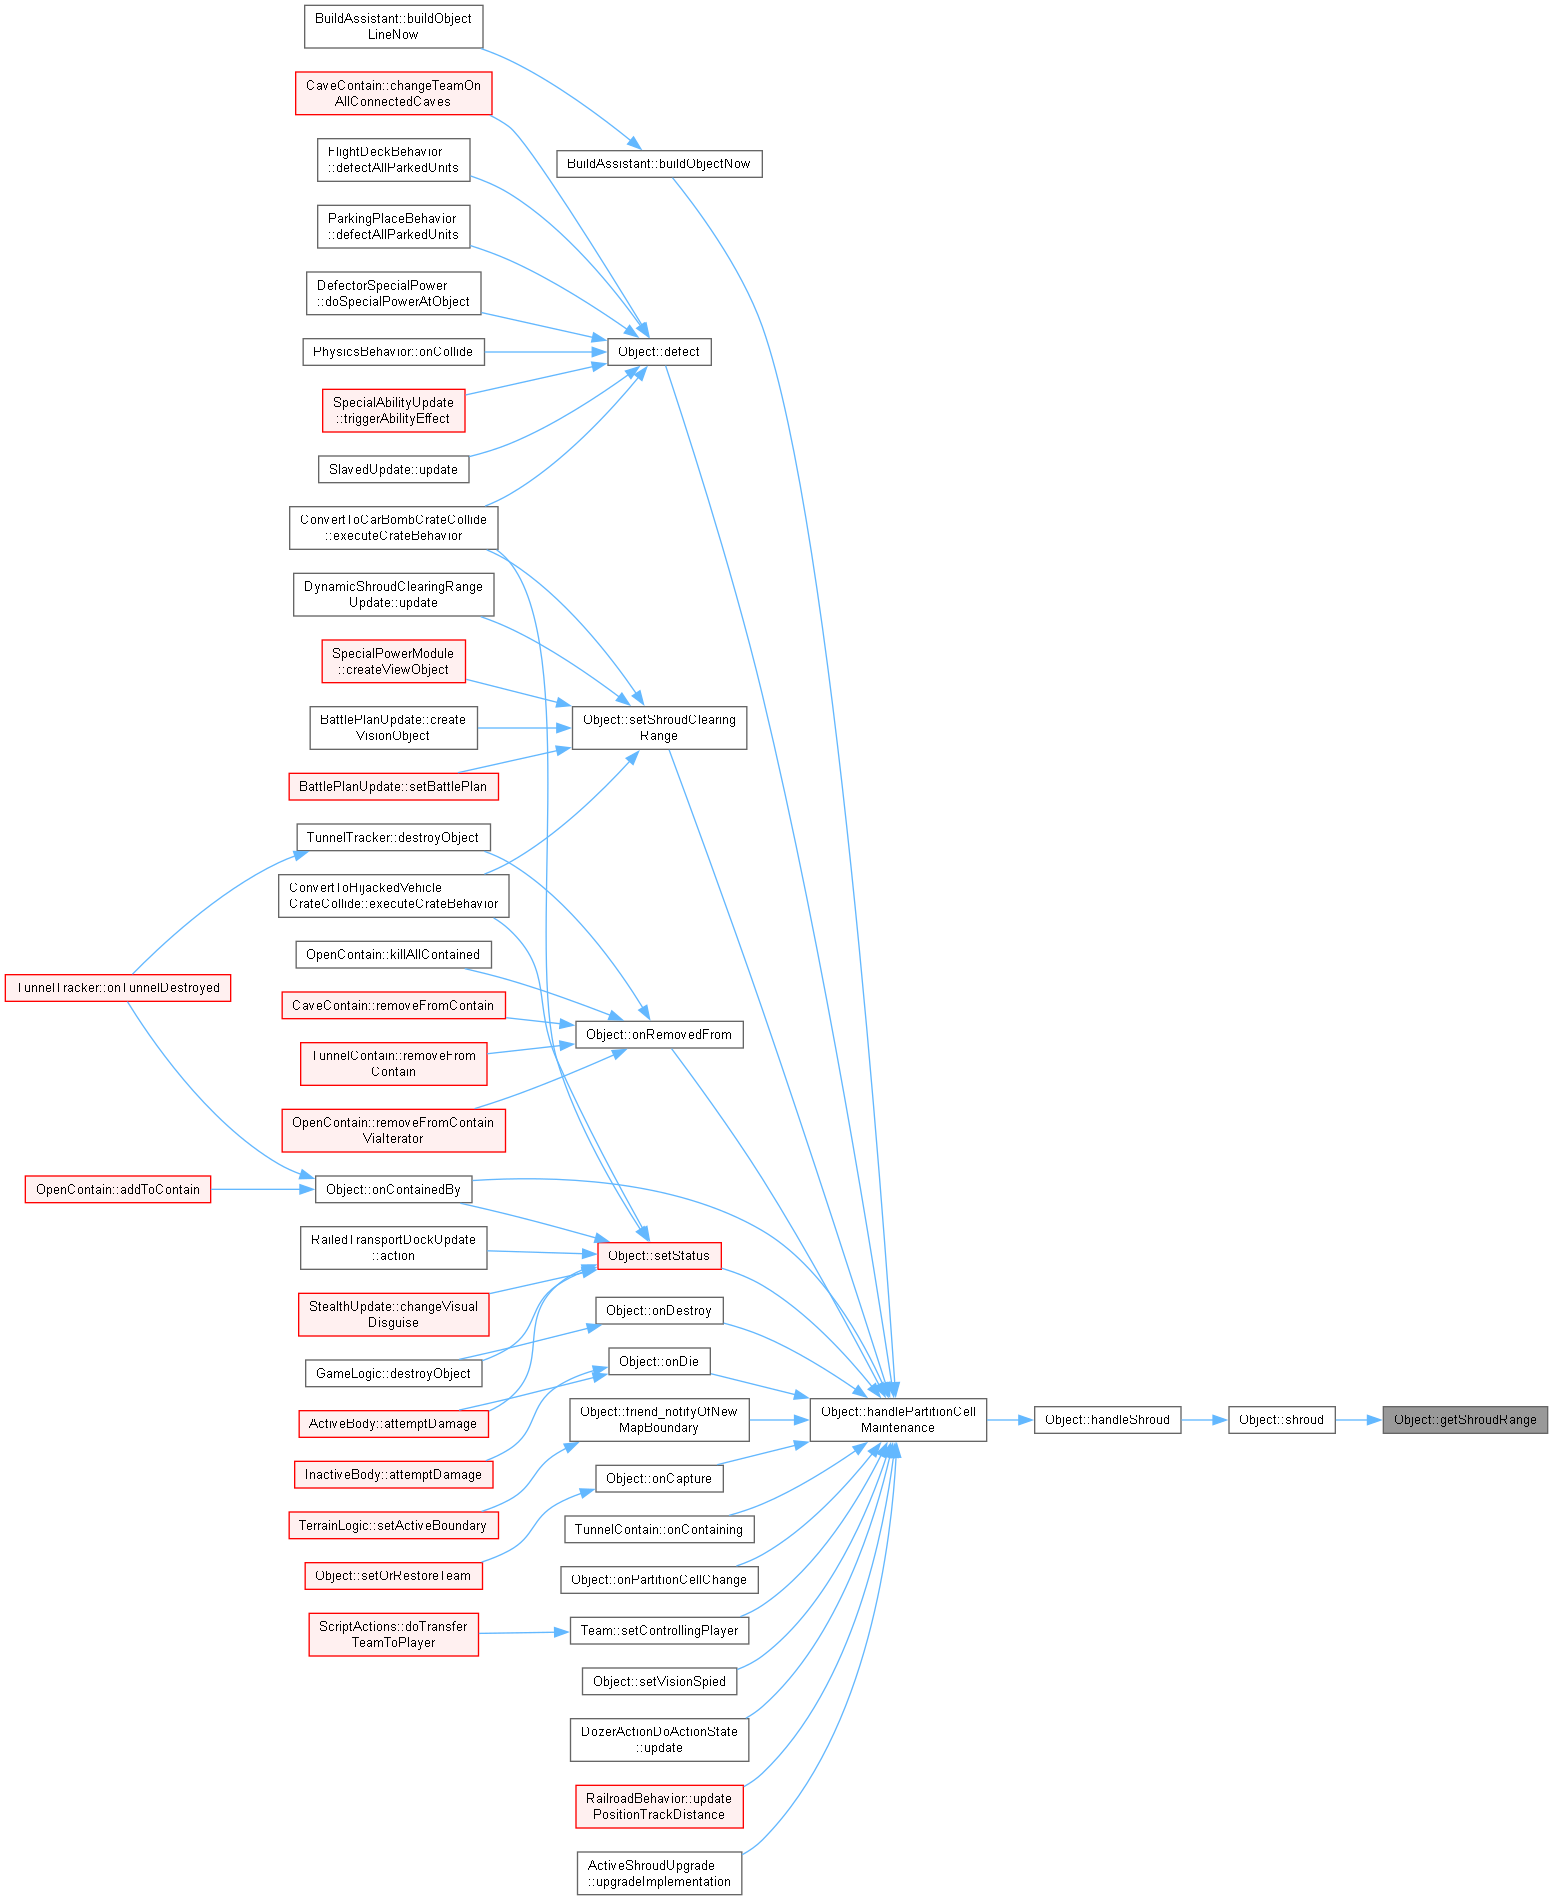 BuildAssistant::buildObject
LineNow
CaveContain::changeTeamOn
AllConnectedCaves
FlightDeckBehavior
::defectAllParkedUnits
BuildAssistant::buildObjectNow
ParkingPlaceBehavior
::defectAllParkedUnits
DefectorSpecialPower
::doSpecialPowerAtObject
PhysicsBehavior::onCollide
Object::defect
SpecialAbilityUpdate
::triggerAbilityEffect
SlavedUpdate::update
ConvertToCarBombCrateCollide
::executeCrateBehavior
DynamicShroudClearingRange
Update::update
SpecialPowerModule
::createViewObject
BattlePlanUpdate::create
VisionObject
Object::setShroudClearing
Range
BattlePlanUpdate::setBattlePlan
TunnelTracker::destroyObject
ConvertToHijackedVehicle
CrateCollide::executeCrateBehavior
OpenContain::killAllContained
TunnelTracker::onTunnelDestroyed
CaveContain::removeFromContain
Object::onRemovedFrom
TunnelContain::removeFrom
Contain
OpenContain::removeFromContain
ViaIterator
OpenContain::addToContain
Object::onContainedBy
RailedTransportDockUpdate
::action
Object::setStatus
StealthUpdate::changeVisual
Disguise
Object::onDestroy
GameLogic::destroyObject
Object::onDie
ActiveBody::attemptDamage
Object::friend_notifyOfNew
MapBoundary
Object::handlePartitionCell
Maintenance
Object::handleShroud
Object::shroud
Object::getShroudRange
InactiveBody::attemptDamage
Object::onCapture
TerrainLogic::setActiveBoundary
TunnelContain::onContaining
Object::setOrRestoreTeam
Object::onPartitionCellChange
ScriptActions::doTransfer
TeamToPlayer
Team::setControllingPlayer
Object::setVisionSpied
DozerActionDoActionState
::update
RailroadBehavior::update
PositionTrackDistance
ActiveShroudUpgrade
::upgradeImplementation